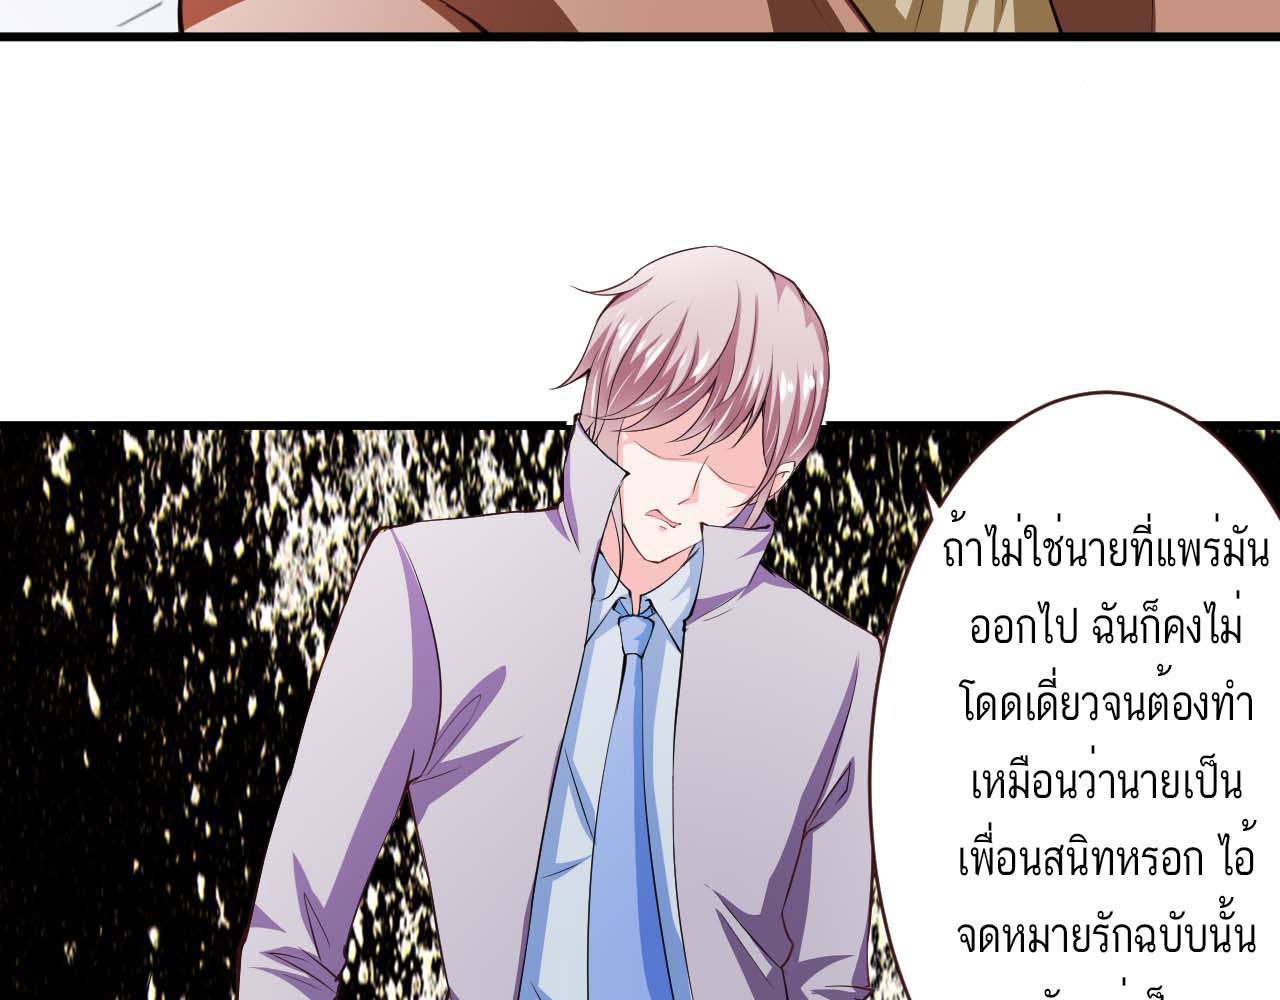 ถ้าไม่ใช่นายที่แพร่มัน
ออกไป ฉันก็คงไม่
โดดเดี่ยวจนต้องทำ
เหมือนว่านายเป็น
เพื่อนสนิทหรอก ไอ้
จดหมายรักฉบับนั้น